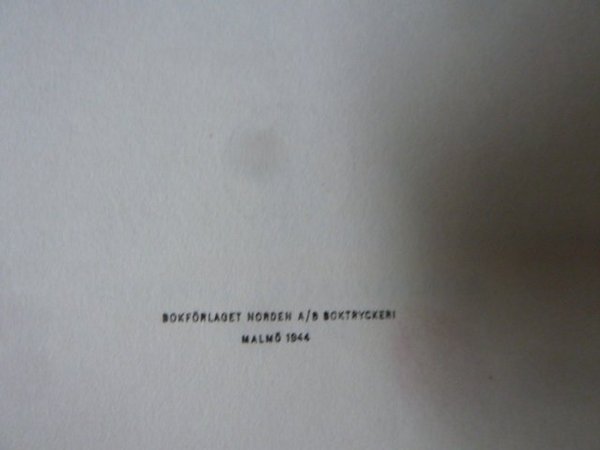 BOKFÖRLAGET NORDEN A/B BOKTRYCKERI
MALMÖ 1944